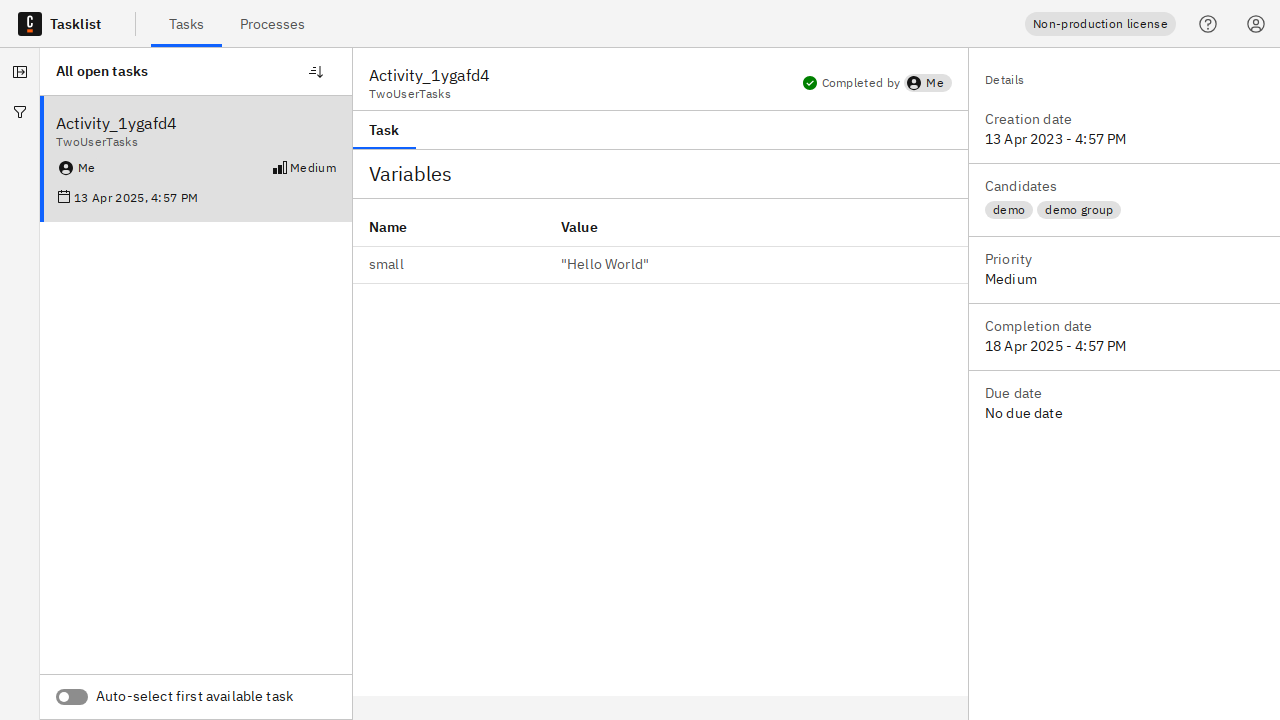 Tasklist
Tasks
Processes
Non-production license
All open tasks
Activity_1ygafd4
TwoUserTasks
Me
Medium
13 Apr 2025, 4:57 PM
Auto-select first available task
Activity_1ygafd4
TwoUserTasks
Completed by
Me
Task
Variables
Name Value
small "Hello World"
Details
Creation date
13 Apr 2023 - 4:57 PM
Candidates
demo
demo group
Priority
Medium
Completion date
18 Apr 2025 - 4:57 PM
Due date
No due date